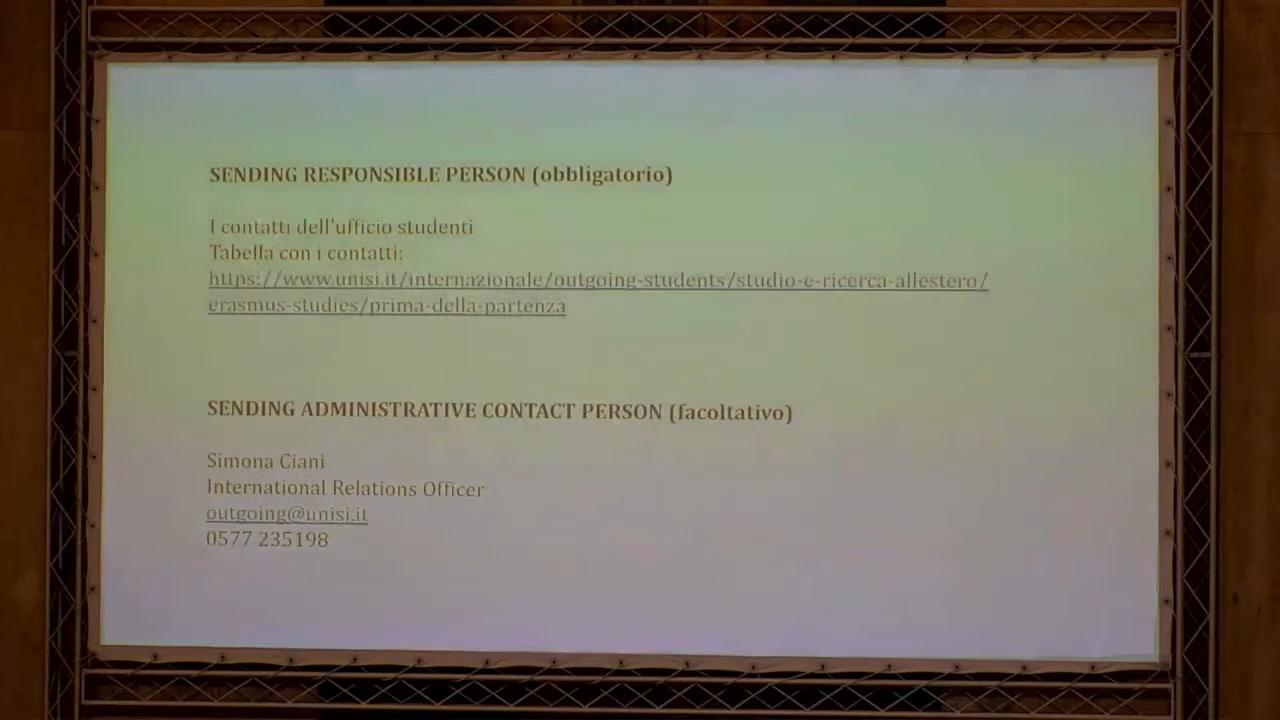 SENDING RESPONSIBLE PERSON (obbligatorio)
I contatti dell'ufficio studenti
Tabella con i contatti:
https://www.unisi.it/internazionale/outgoing-students/studio-e-ricerca-allestero/
erasmus-studies/prima-della-partenza
SENDING ADMINISTRATIVE CONTACT PERSON (facoltativo)
Simona Ciani
International Relations Officer
outgoing@unisi.it
0577 235198